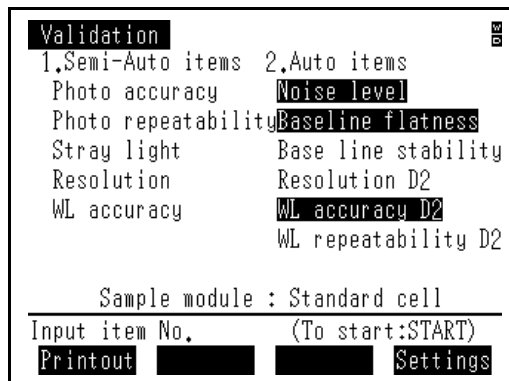 Validation
W D
1.Semi-Auto items 2.Auto items
Photo accuracy Noise level
Photo repeatability Baseline flatness
Stray light Base line stability
Resolution Resolution D2
WL accuracy WL accuracy D2
WL repeatability D2
Sample module : Standard cell
Input item No. (To start:START)
Printout Settings